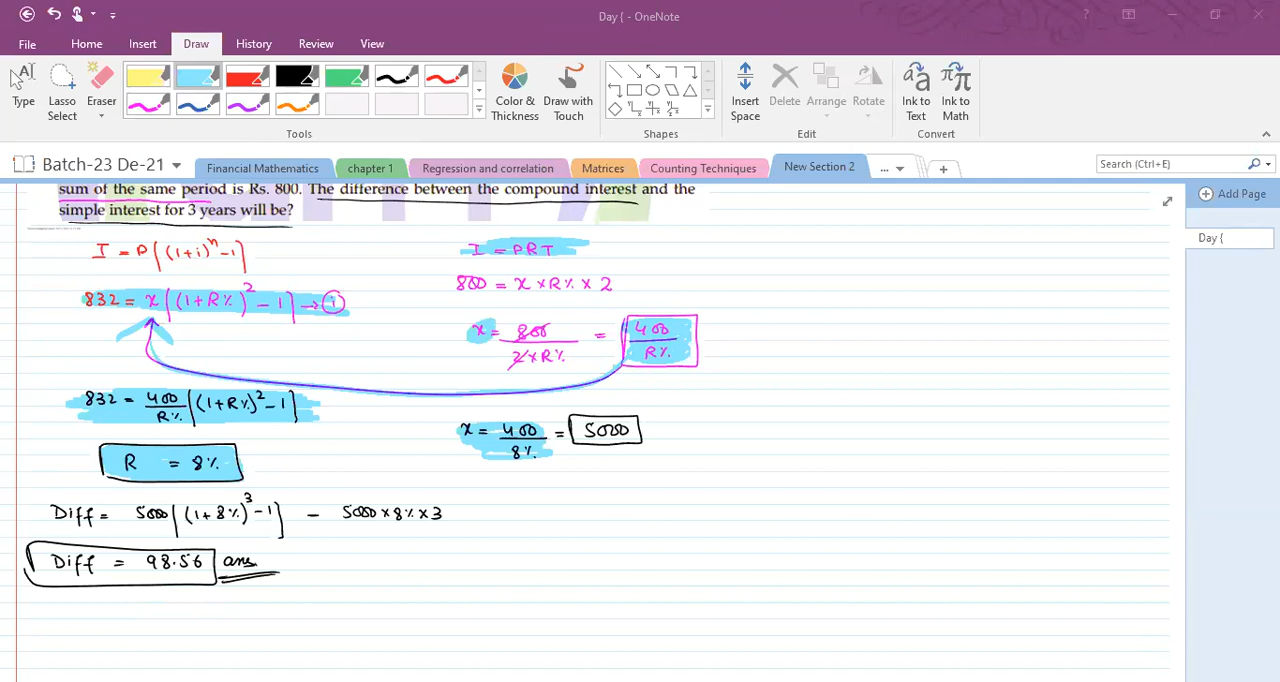 Day { - OneNote
File Home Insert Draw History Review View
Type
Lasso Select
Eraser
Color & Thickness
Draw with Touch
Insert Space
Delete
Arrange
Rotate
Ink to Text
Ink to Math
Tools
Shapes
Edit
Convert
Batch-23 De-21
Financial Mathematics chapter 1 Regression and correlation Matrices Counting Techniques New Section 2 ...
Search (Ctrl+E)
Add Page
Day {
sum of the same period is Rs. 800. The difference between the compound interest and the
simple interest for 3 years will be?
I = P[(1+i)^n - 1]
832 = x[(1+R%)^2 - 1] → (i)
832 = 400/R% [(1+R%)^2 - 1]
R = 8%
I = PRT
800 = x × R% × 2
x = 800/2×R% = 400/R%
x = 400/8% = 5000
Diff = 5000[(1+8%)^3 - 1] - 5000×8%×3
Diff = 98.56 ans